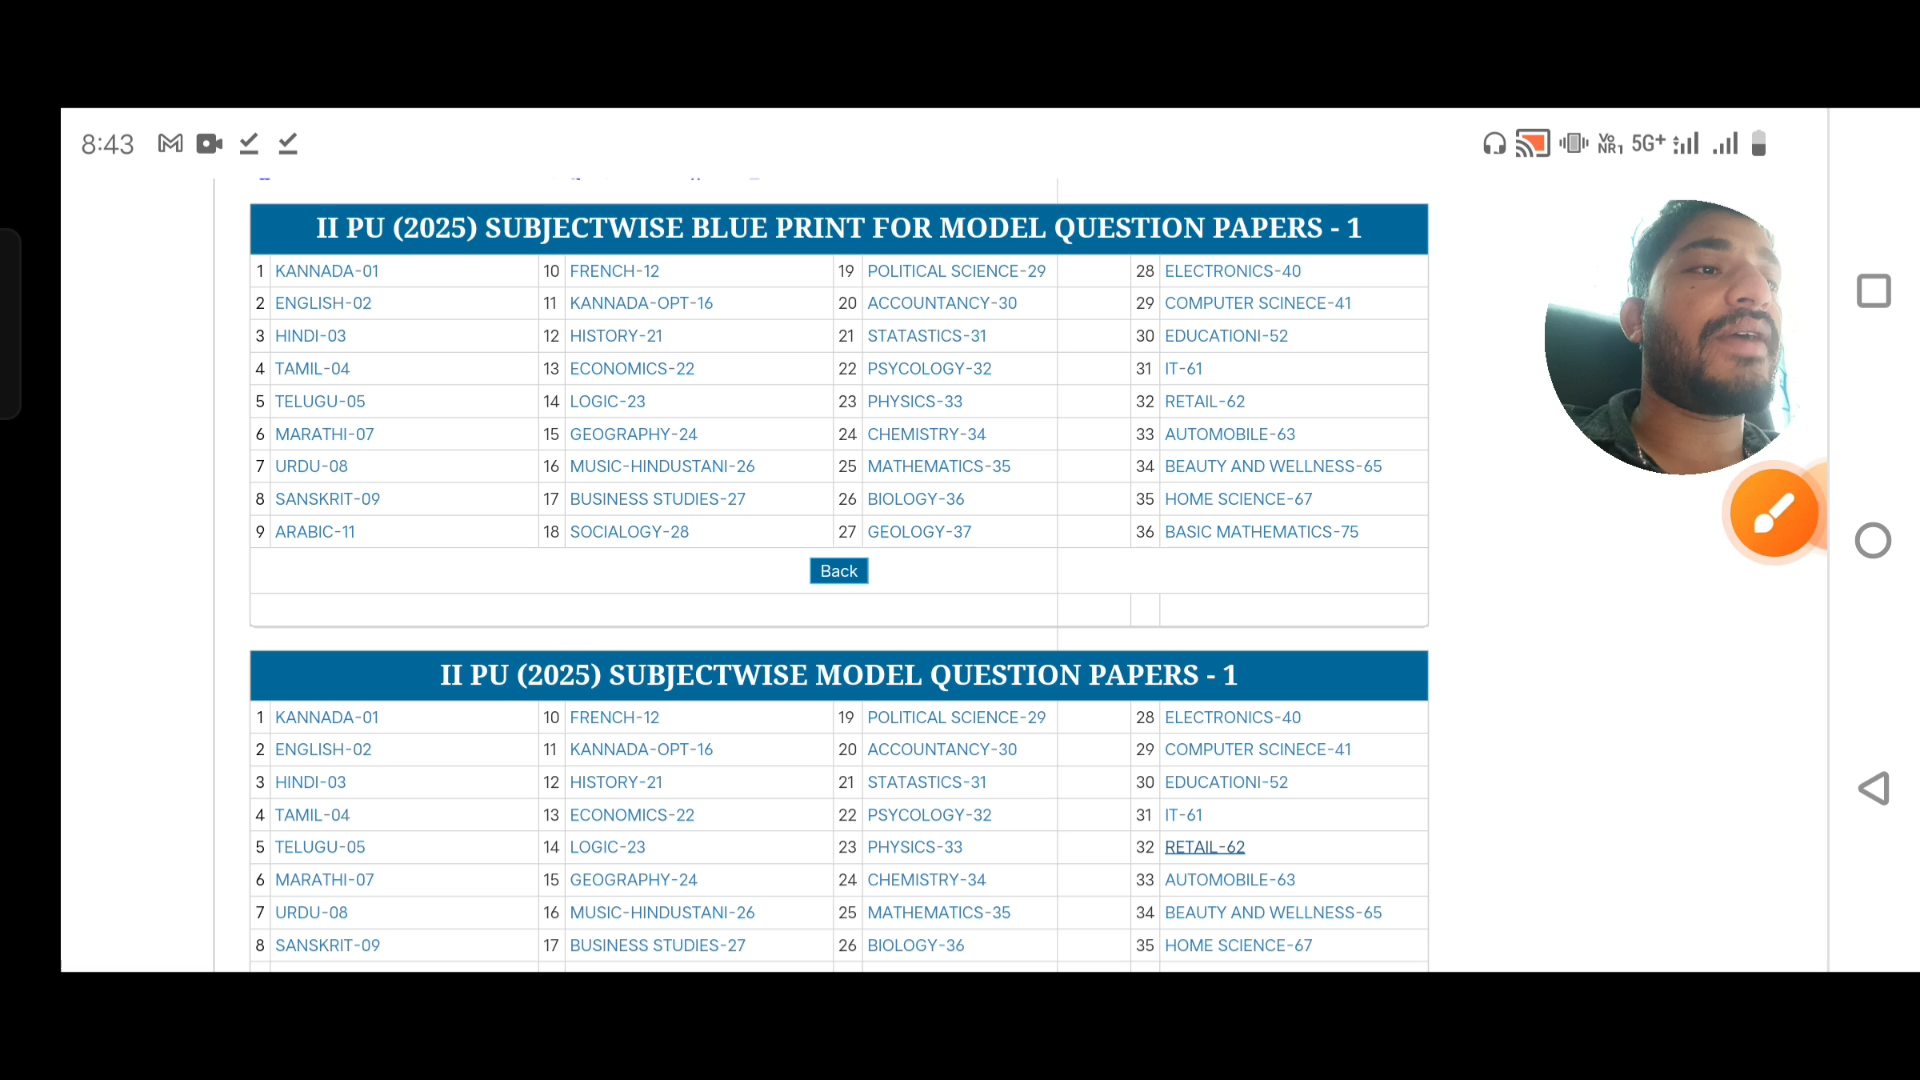 8:43
Vo NR1 5G+
II PU (2025) SUBJECTWISE BLUE PRINT FOR MODEL QUESTION PAPERS - 1
1 KANNADA-01 10 FRENCH-12 19 POLITICAL SCIENCE-29 28 ELECTRONICS-40
2 ENGLISH-02 11 KANNADA-OPT-16 20 ACCOUNTANCY-30 29 COMPUTER SCINECE-41
3 HINDI-03 12 HISTORY-21 21 STATASTICS-31 30 EDUCATIONI-52
4 TAMIL-04 13 ECONOMICS-22 22 PSYCOLOGY-32 31 IT-61
5 TELUGU-05 14 LOGIC-23 23 PHYSICS-33 32 RETAIL-62
6 MARATHI-07 15 GEOGRAPHY-24 24 CHEMISTRY-34 33 AUTOMOBILE-63
7 URDU-08 16 MUSIC-HINDUSTANI-26 25 MATHEMATICS-35 34 BEAUTY AND WELLNESS-65
8 SANSKRIT-09 17 BUSINESS STUDIES-27 26 BIOLOGY-36 35 HOME SCIENCE-67
9 ARABIC-11 18 SOCIALOGY-28 27 GEOLOGY-37 36 BASIC MATHEMATICS-75
Back
II PU (2025) SUBJECTWISE MODEL QUESTION PAPERS - 1
1 KANNADA-01 10 FRENCH-12 19 POLITICAL SCIENCE-29 28 ELECTRONICS-40
2 ENGLISH-02 11 KANNADA-OPT-16 20 ACCOUNTANCY-30 29 COMPUTER SCINECE-41
3 HINDI-03 12 HISTORY-21 21 STATASTICS-31 30 EDUCATIONI-52
4 TAMIL-04 13 ECONOMICS-22 22 PSYCOLOGY-32 31 IT-61
5 TELUGU-05 14 LOGIC-23 23 PHYSICS-33 32 RETAIL-62
6 MARATHI-07 15 GEOGRAPHY-24 24 CHEMISTRY-34 33 AUTOMOBILE-63
7 URDU-08 16 MUSIC-HINDUSTANI-26 25 MATHEMATICS-35 34 BEAUTY AND WELLNESS-65
8 SANSKRIT-09 17 BUSINESS STUDIES-27 26 BIOLOGY-36 35 HOME SCIENCE-67